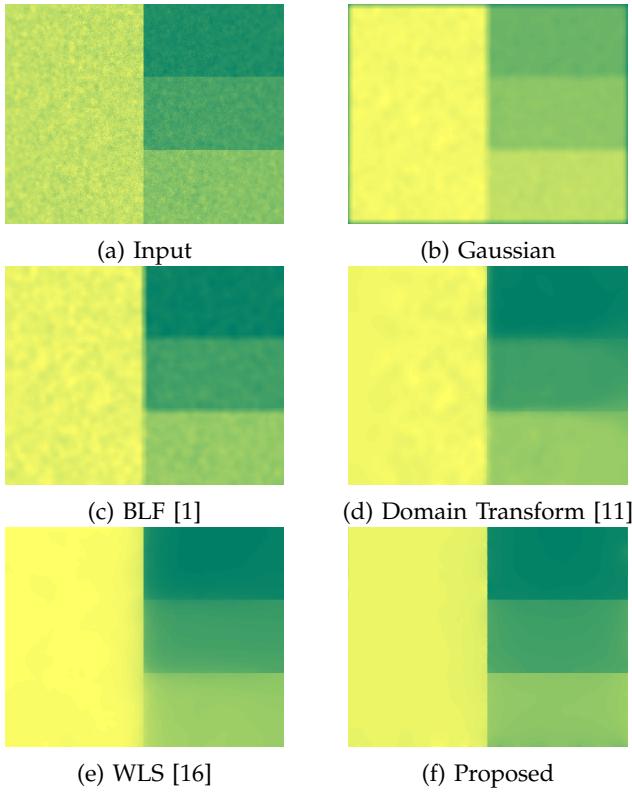 (a) Input
(b) Gaussian
(c) BLF [1]
(d) Domain Transform [11]
(e) WLS [16]
(f) Proposed